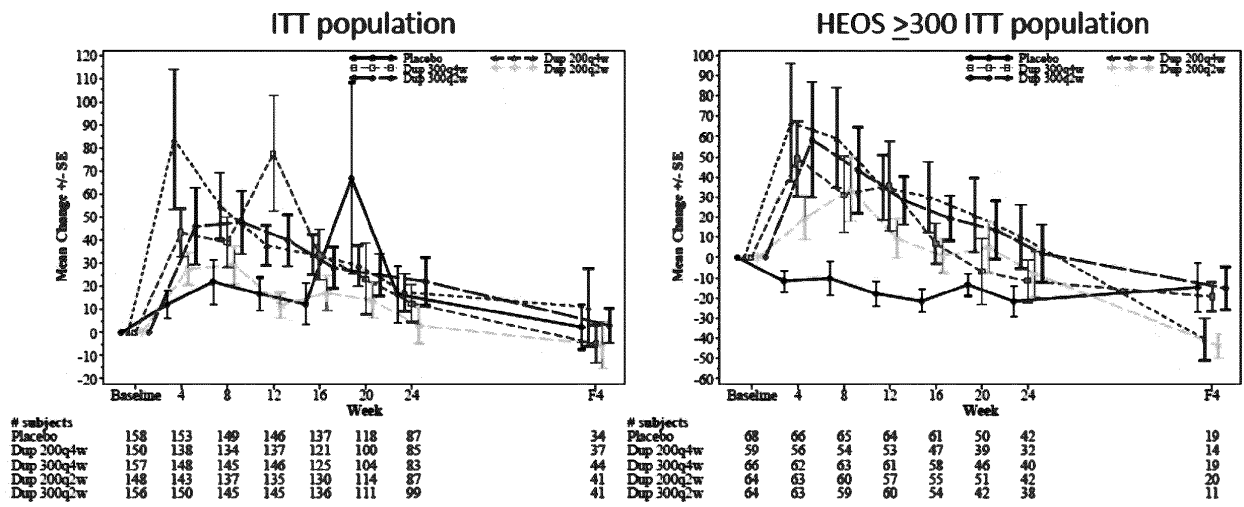 ITT population
HEOS ≥300 ITT population
Placebo
Dup 300q4w
Dup 300q2w
Dup 200q4w
Dup 200q2w
Placebo
Dup 300q4w
Dup 300q2w
Dup 200q4w
Dup 200q2w
Mean Change +/- SE
120
110
100
90
80
70
60
50
40
30
20
10
0
-10
-20
Mean Change +/- SE
100
90
80
70
60
50
40
30
20
10
0
-10
-20
-30
-40
-50
-60
Baseline 4 8 12 16 20 24 F4
Week
Baseline 4 8 12 16 20 24 F4
Week
# subjects
Placebo 158 153 149 146 137 118 87 34
Dup 200q4w 150 138 134 137 121 100 85 37
Dup 300q4w 157 148 145 146 125 104 83 44
Dup 200q2w 148 143 137 135 130 114 87 41
Dup 300q2w 156 150 145 145 136 111 99 41
# subjects
Placebo 68 66 65 64 61 50 42 19
Dup 200q4w 59 56 54 53 47 39 32 14
Dup 300q4w 66 62 63 61 58 46 40 19
Dup 200q2w 64 63 60 57 55 51 42 20
Dup 300q2w 64 63 59 60 54 42 38 11